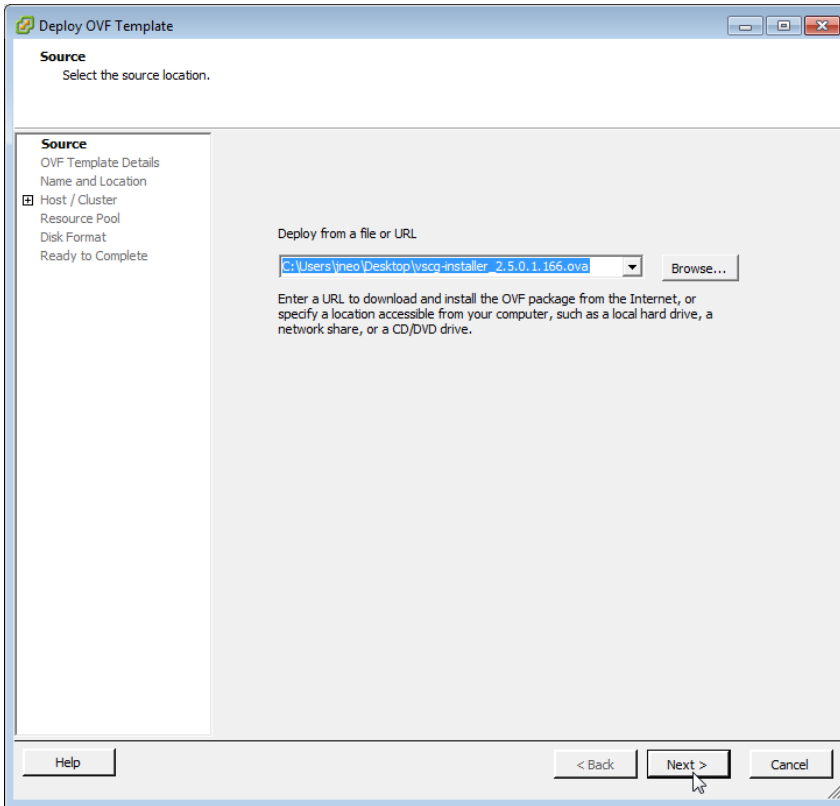 Deploy OVF Template
Source
Select the source location.
Source
OVF Template Details
Name and Location
Host / Cluster
Resource Pool
Disk Format
Ready to Complete
Deploy from a file or URL
C:\Users\jneo\Desktop\vscg-installer_2.5.0.1.166.ova
Browse...
Enter a URL to download and install the OVF package from the Internet, or
specify a location accessible from your computer, such as a local hard drive, a
network share, or a CD/DVD drive.
Help
< Back
Next >
Cancel